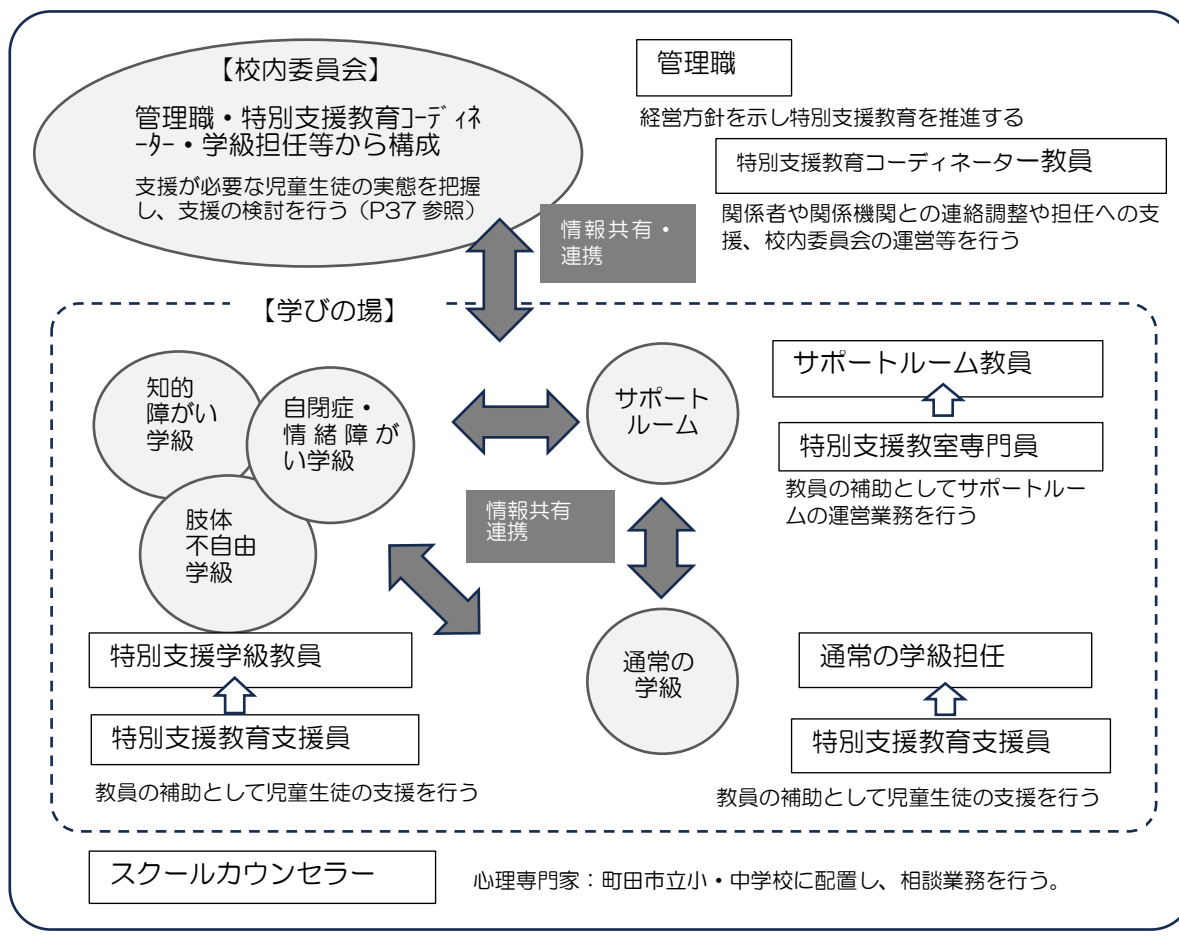 【校内委員会】
管理職・特別支援教育ｺｰﾃﾞｨﾈ
ｰﾀｰ・学級担任等から構成
支援が必要な児童生徒の実態を把握
し、支援の検討を行う（P37 参照）
管理職
経営方針を示し特別支援教育を推進する
特別支援教育コーディネーター教員
関係者や関係機関との連絡調整や担任への支
援、校内委員会の運営等を行う
情報共有・
連携
【学びの場】
知的
障がい
学級
自閉症・
情緒障が
い学級
肢体
不自由
学級
サポート
ルーム
サポートルーム教員
特別支援教室専門員
教員の補助としてサポートルー
ムの運営業務を行う
情報共有
連携
特別支援学級教員
特別支援教育支援員
教員の補助として児童生徒の支援を行う
通常の
学級
通常の学級担任
特別支援教育支援員
教員の補助として児童生徒の支援を行う
スクールカウンセラー
心理専門家：町田市立小・中学校に配置し、相談業務を行う。